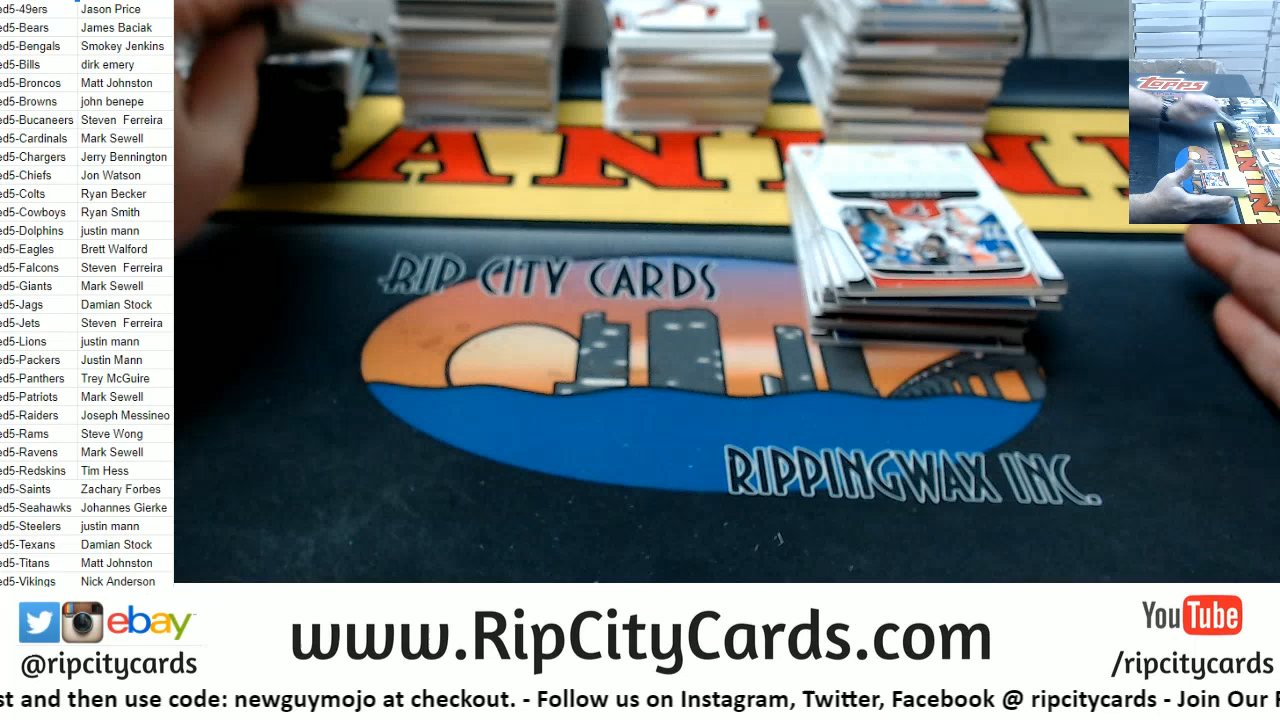 ed5-49ers Jason Price
ed5-Bears James Baciak
ed5-Bengals Smokey Jenkins
ed5-Bills dirk emery
ed5-Broncos Matt Johnston
ed5-Browns john benepe
ed5-Bucaneers Steven Ferreira
ed5-Cardinals Mark Sewell
ed5-Chargers Jerry Bennington
ed5-Chiefs Jon Watson
ed5-Colts Ryan Becker
ed5-Cowboys Ryan Smith
ed5-Dolphins justin mann
ed5-Eagles Brett Walford
ed5-Falcons Steven Ferreira
ed5-Giants Mark Sewell
ed5-Jags Damian Stock
ed5-Jets Steven Ferreira
ed5-Lions justin mann
ed5-Packers Justin Mann
ed5-Panthers Trey McGuire
ed5-Patriots Mark Sewell
ed5-Raiders Joseph Messineo
ed5-Rams Steve Wong
ed5-Ravens Mark Sewell
ed5-Redskins Tim Hess
ed5-Saints Zachary Forbes
ed5-Seahawks Johannes Gierke
ed5-Steelers justin mann
ed5-Texans Damian Stock
ed5-Titans Matt Johnston
ed5-Vikings Nick Anderson
ANINI
RIP CITY CARDS
RIPPINGWAX INC.
Topps
ANINI
ebay
@ripcitycards
www.RipCityCards.com
YouTube
/ripcitycards
st and then use code: newguymojo at checkout. - Follow us on Instagram, Twitter, Facebook @ ripcitycards - Join Our F